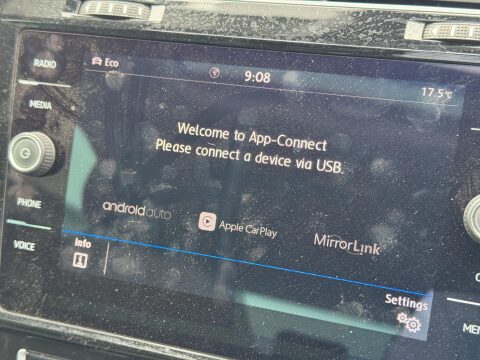 RADIO
Eco
9:08
17.5°C
MEDIA
Welcome to App-Connect
Please connect a device via USB.
androidauto
Apple CarPlay
MirrorLink
PHONE
VOICE
Info
Settings